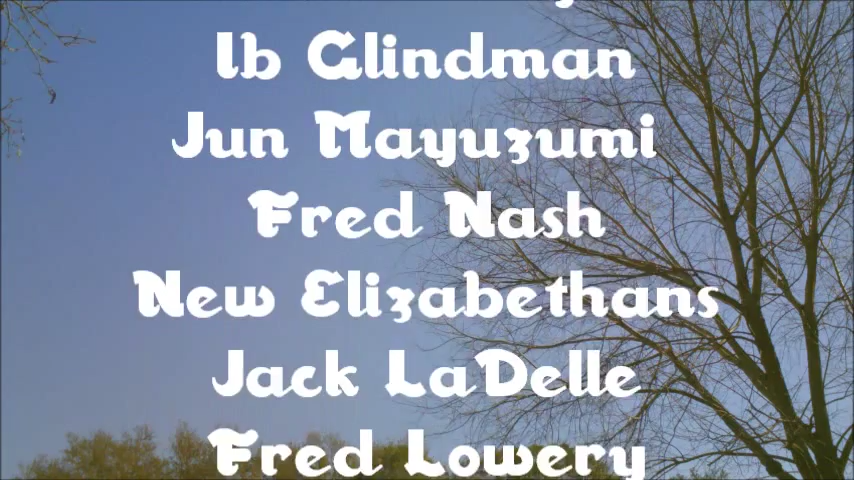 Ib Glindman
Jun Mayuzumi
Fred Nash
New Elizabethans
Jack LaDelle
Fred Lowery